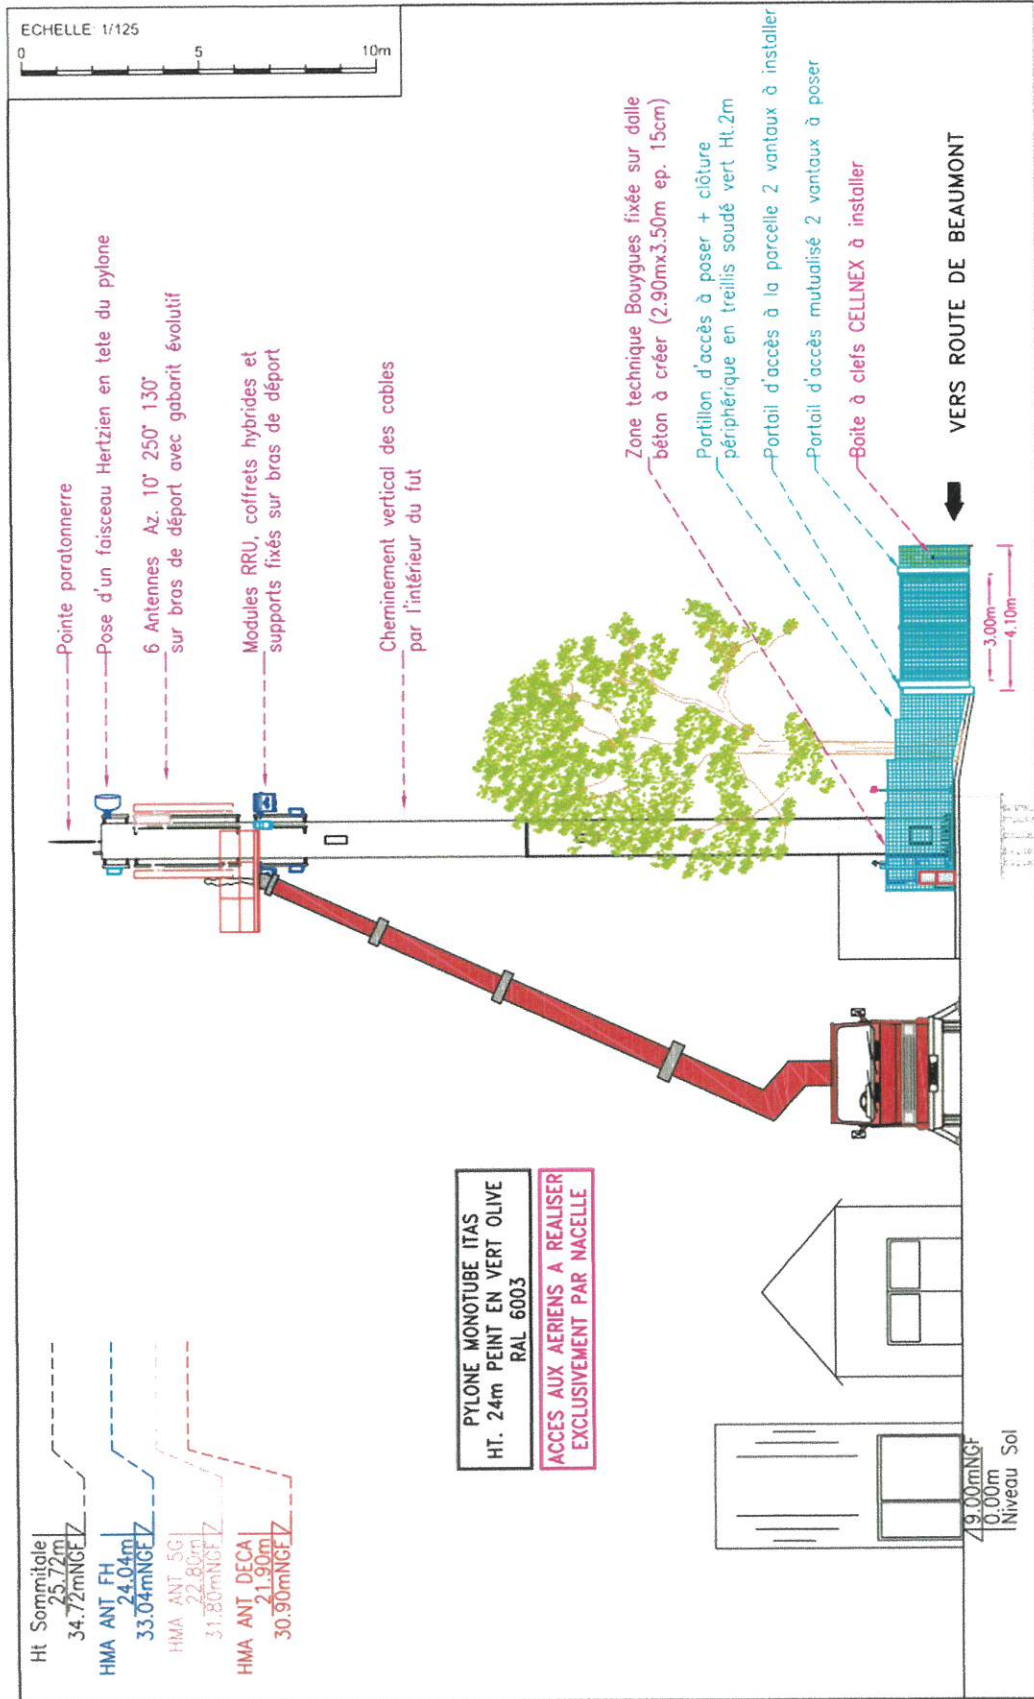 ECHELLE: 1/125
0 5 10m
Pointe paratonnerre
Pose d'un faisceau Hertzien en tete du pylone
6 Antennes Az. 10° 250° 130°
sur bras de déport avec gabarit évolutif
Modules RRU, coffrets hybrides et
supports fixés sur bras de déport
Cheminement vertical des cables
par l'intérieur du fut
Zone technique Bouygues fixée sur dalle
béton à créer (2.90mx3.50m ep. 15cm)
Portillon d'accès à poser + clôture
périphérique en treillis soudé vert Ht.2m
Portail d'accès à la parcelle 2 vantaux à installer
Portail d'accès mutualisé 2 vantaux à poser
Boite à clefs CELLNEX à installer
VERS ROUTE DE BEAUMONT
3.00m
4.10m
PYLONE MONOTUBE ITAS
HT. 24m PEINT EN VERT OLIVE
RAL 6003
ACCES AUX AERIENS A REALISER
EXCLUSIVEMENT PAR NACELLE
Ht Sommitale
25.72m
34.72mNGF
HMA ANT FH
24.04m
33.04mNGF
HMA ANT 5G
22.80m
31.80mNGF
HMA ANT DECA
21.90m
30.90mNGF
9.00mNGF
0.00m
Niveau Sol